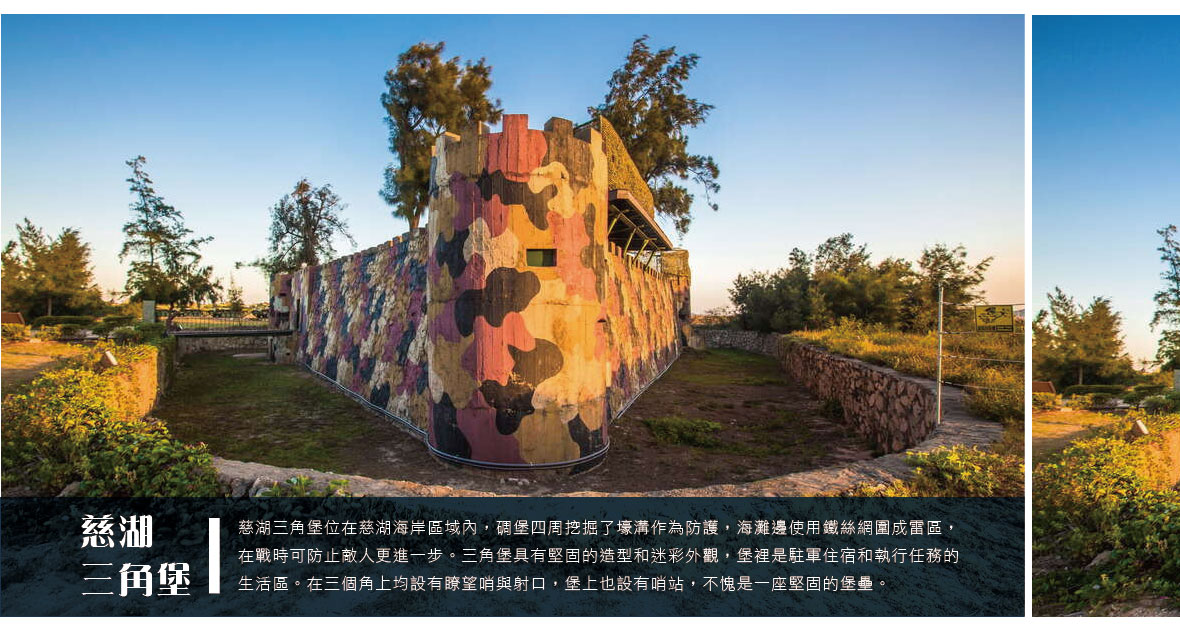 慈湖
三角堡
慈湖三角堡位在慈湖海岸區域內，碉堡四周挖掘了壕溝作為防護，海灘邊使用鐵絲網圍成雷區，
在戰時可防止敵人更進一步。三角堡具有堅固的造型和迷彩外觀，堡裡是駐軍住宿和執行任務的
生活區。在三個角上均設有瞭望哨與射口，堡上也設有哨站，不愧是一座堅固的堡壘。